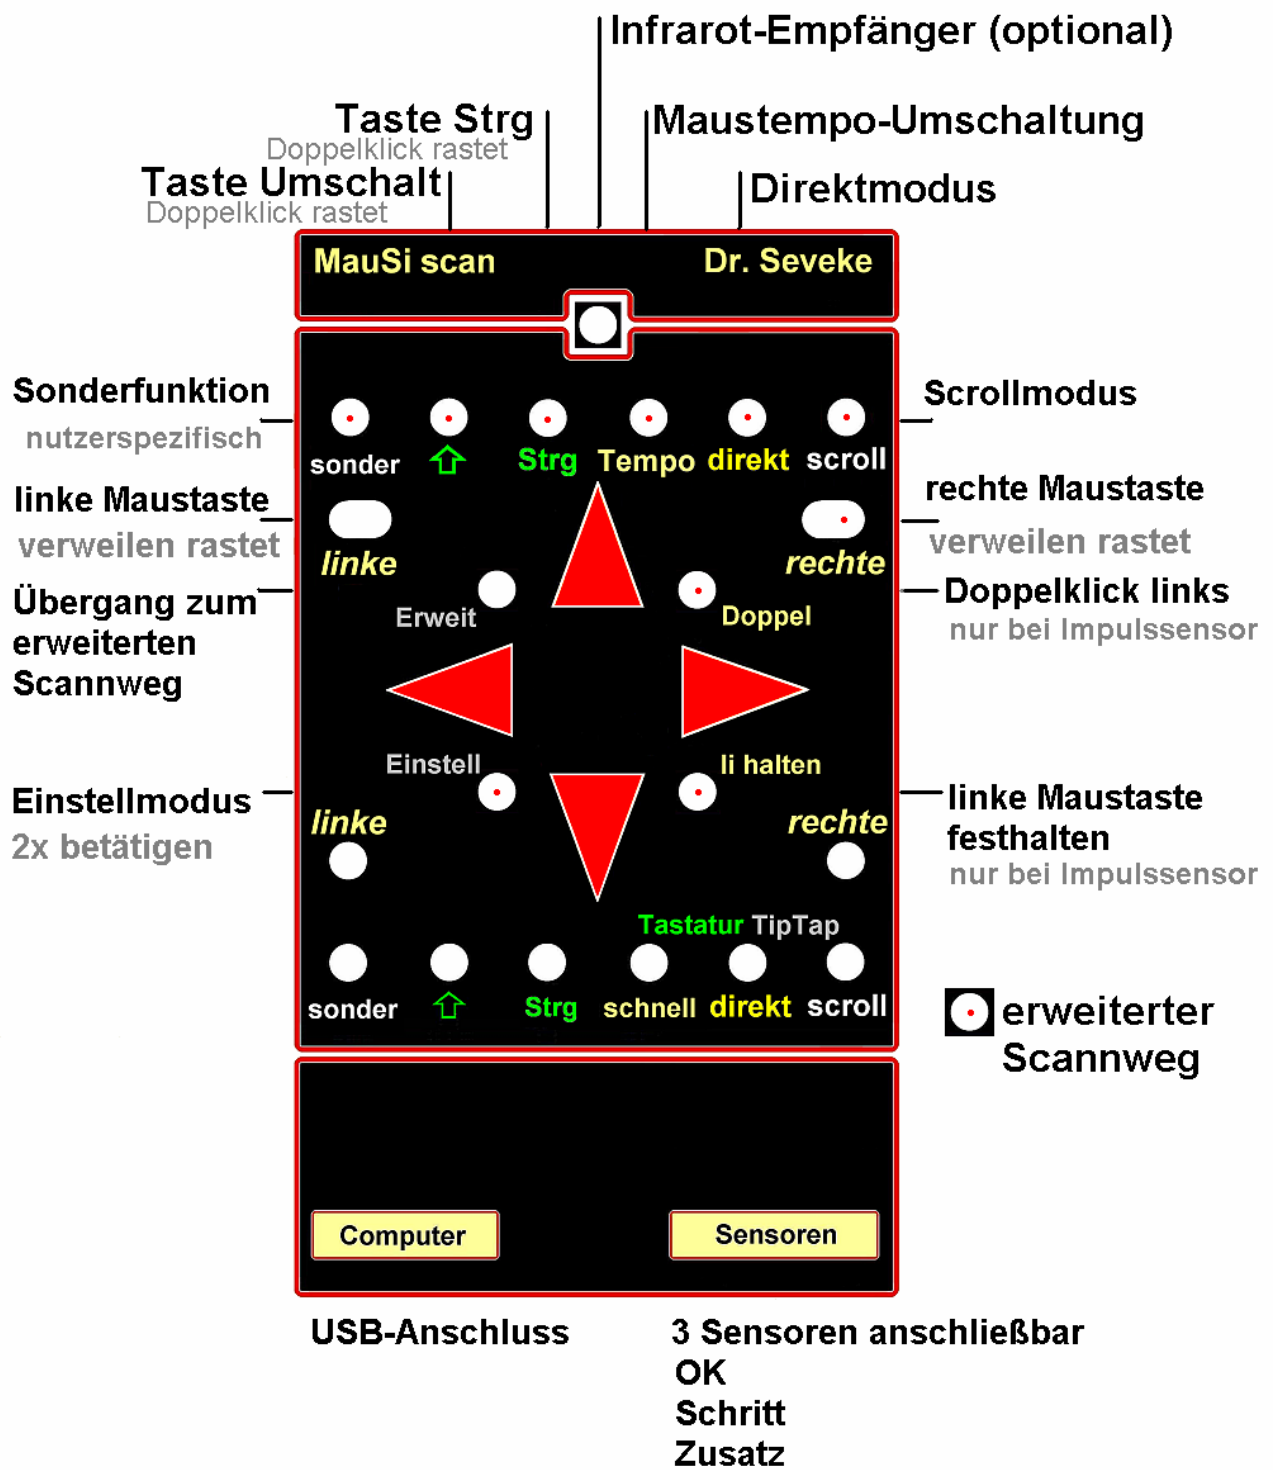 Infrarot-Empfänger (optional)
Taste Strg
Doppelklick rastet
Maustempo-Umschaltung
Taste Umschalt
Doppelklick rastet
Direktmodus
MauSi scan
Dr. Seveke
Sonderfunktion
nutzerspezifisch
Scrollmodus
sonder
Strg
Tempo
direkt
scroll
linke Maustaste
verweilen rastet
rechte Maustaste
verweilen rastet
linke
rechte
Übergang zum
erweiterten
Scannweg
Erweit
Doppel
Doppelklick links
nur bei Impulssensor
Einstell
li halten
Einstellmodus
2x betätigen
linke Maustaste
festhalten
nur bei Impulssensor
linke
rechte
Tastatur TipTap
sonder
Strg
schnell
direkt
scroll
erweiterter
Scannweg
Computer
Sensoren
USB-Anschluss
3 Sensoren anschließbar
OK
Schritt
Zusatz